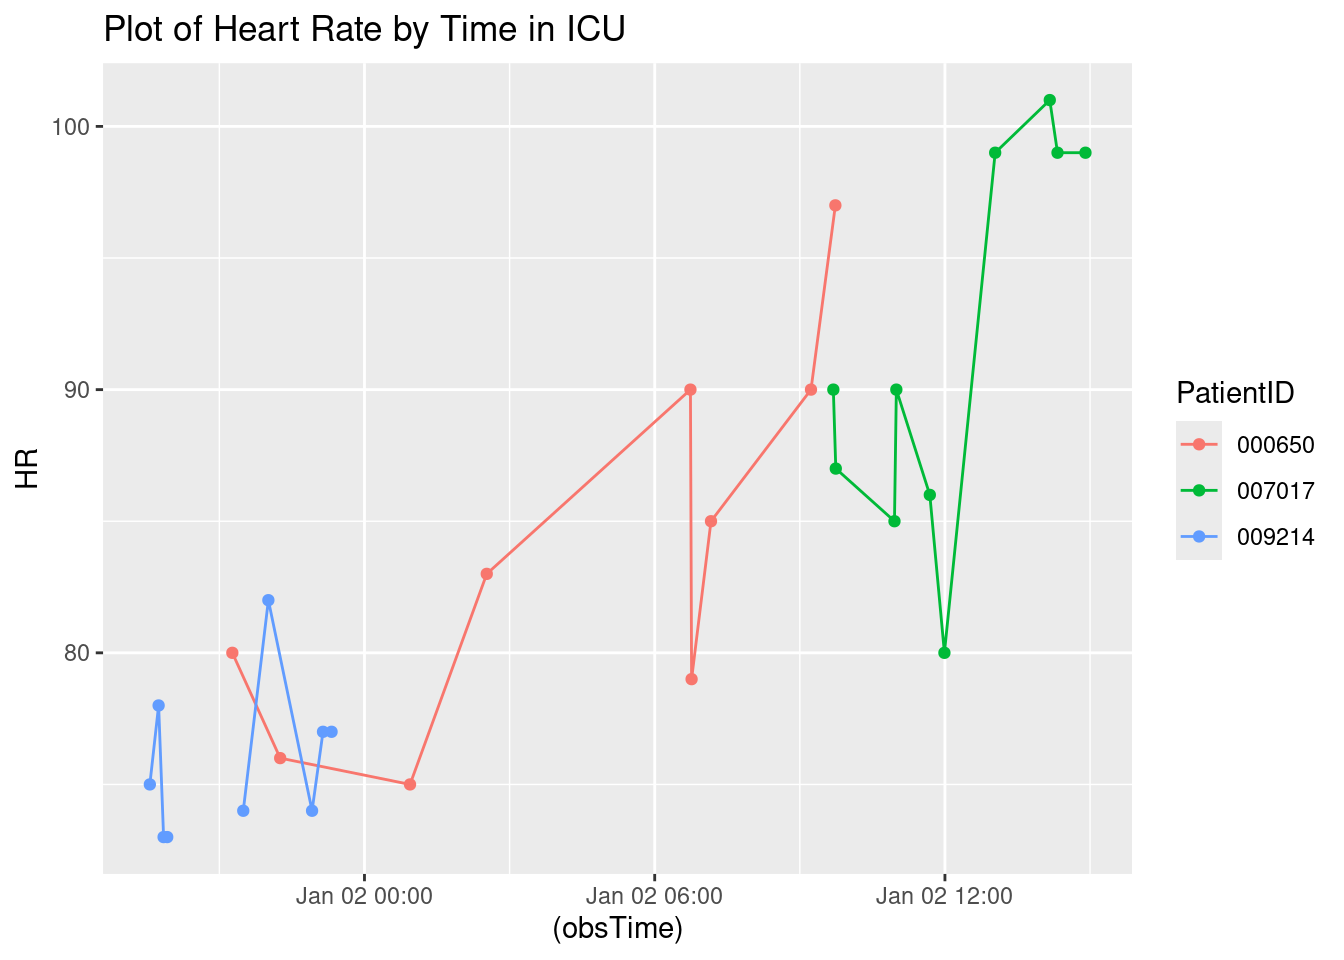 Plot of Heart Rate by Time in ICU
100
90
80
HR
Jan 02 00:00
Jan 02 06:00
Jan 02 12:00
(obsTime)
PatientID
000650
007017
009214